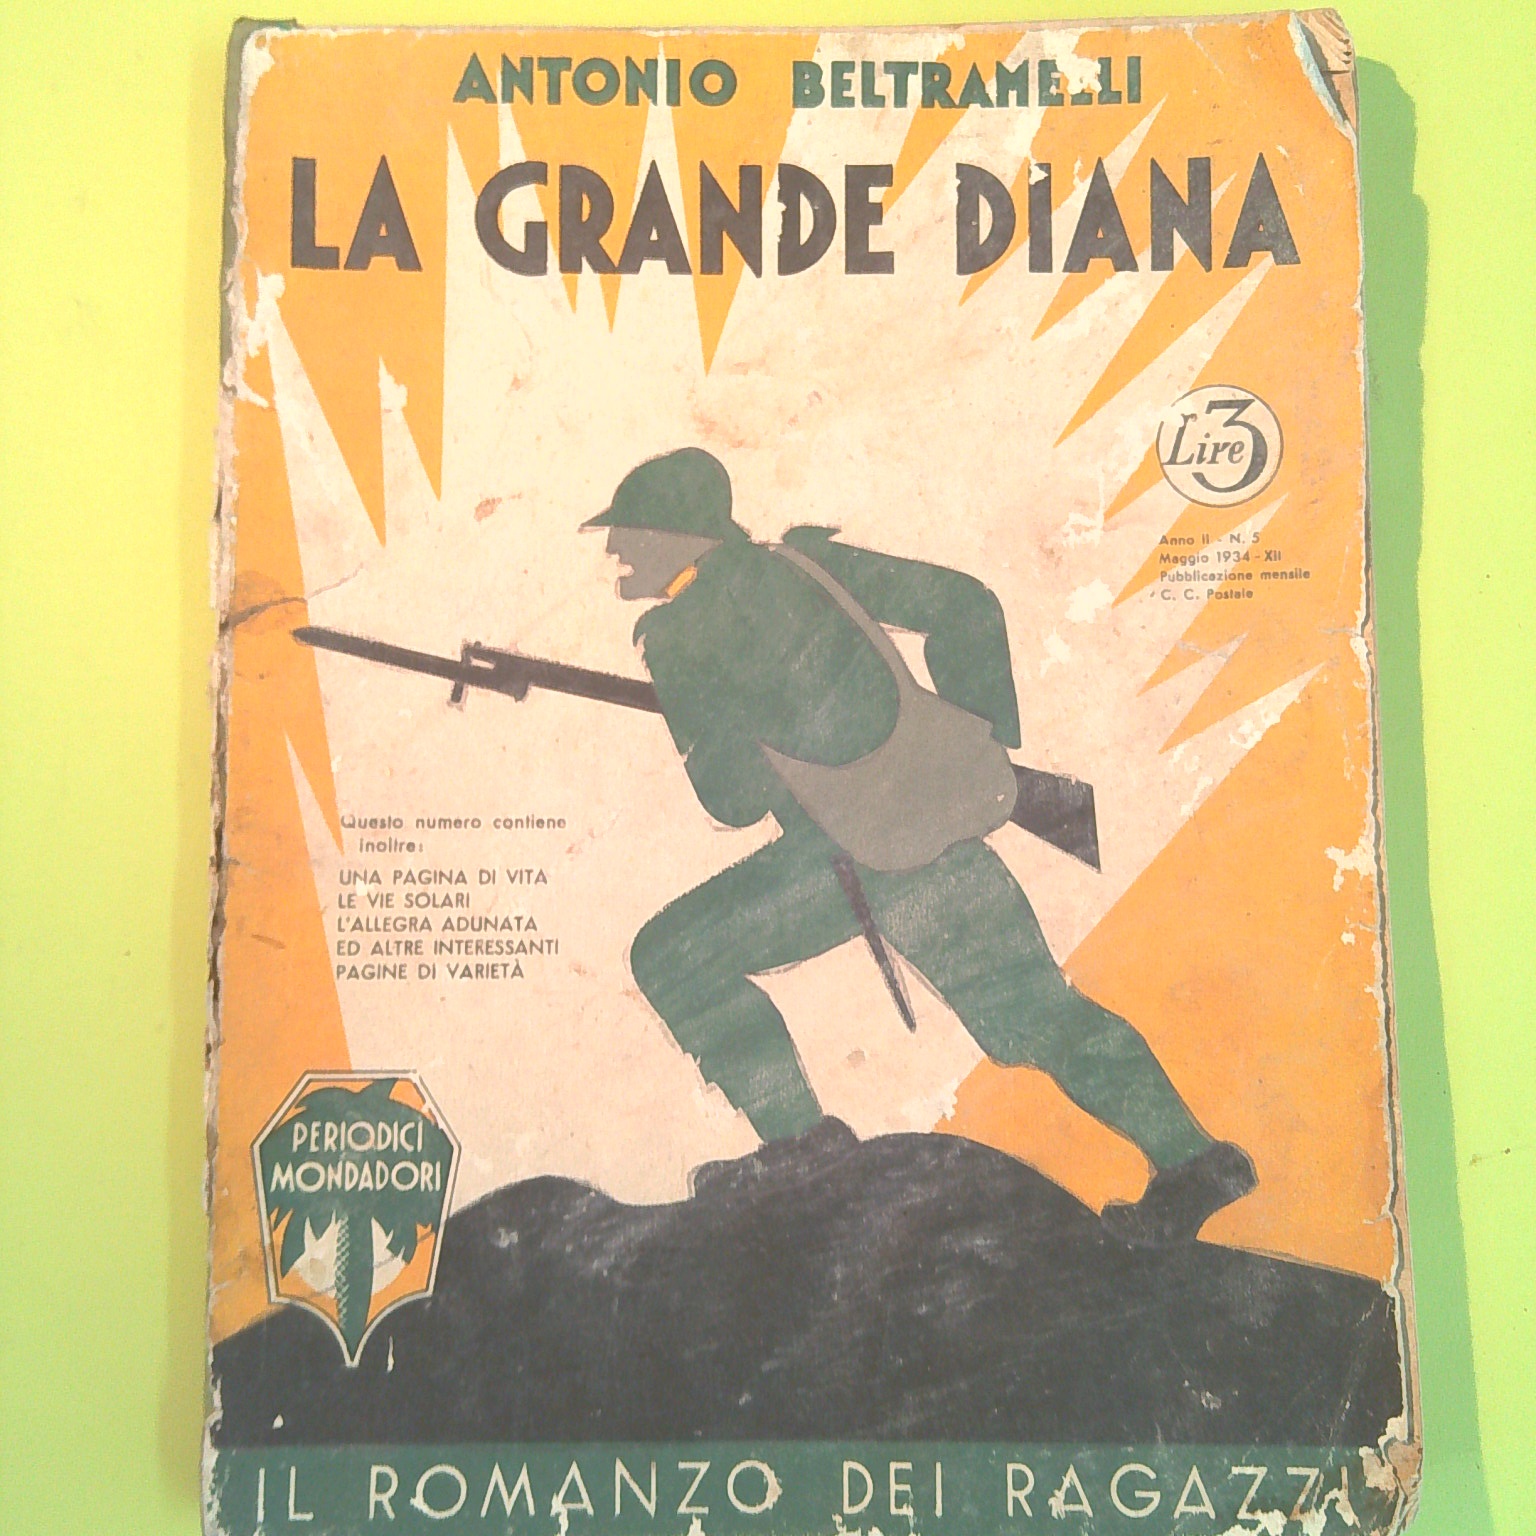 ANTONIO BELTRAMELLI
LA GRANDE DIANA
Lire 3
Anno II - N. 5
Maggio 1934 - XII
Pubblicazione mensile
C. C. Postale
Questo numero contiene
inoltre:
UNA PAGINA DI VITA
LE VIE SOLARI
L'ALLEGRA ADUNATA
ED ALTRE INTERESSANTI
PAGINE DI VARIETÀ
PERIODICI
MONDADORI
IL ROMANZO DEI RAGAZZI